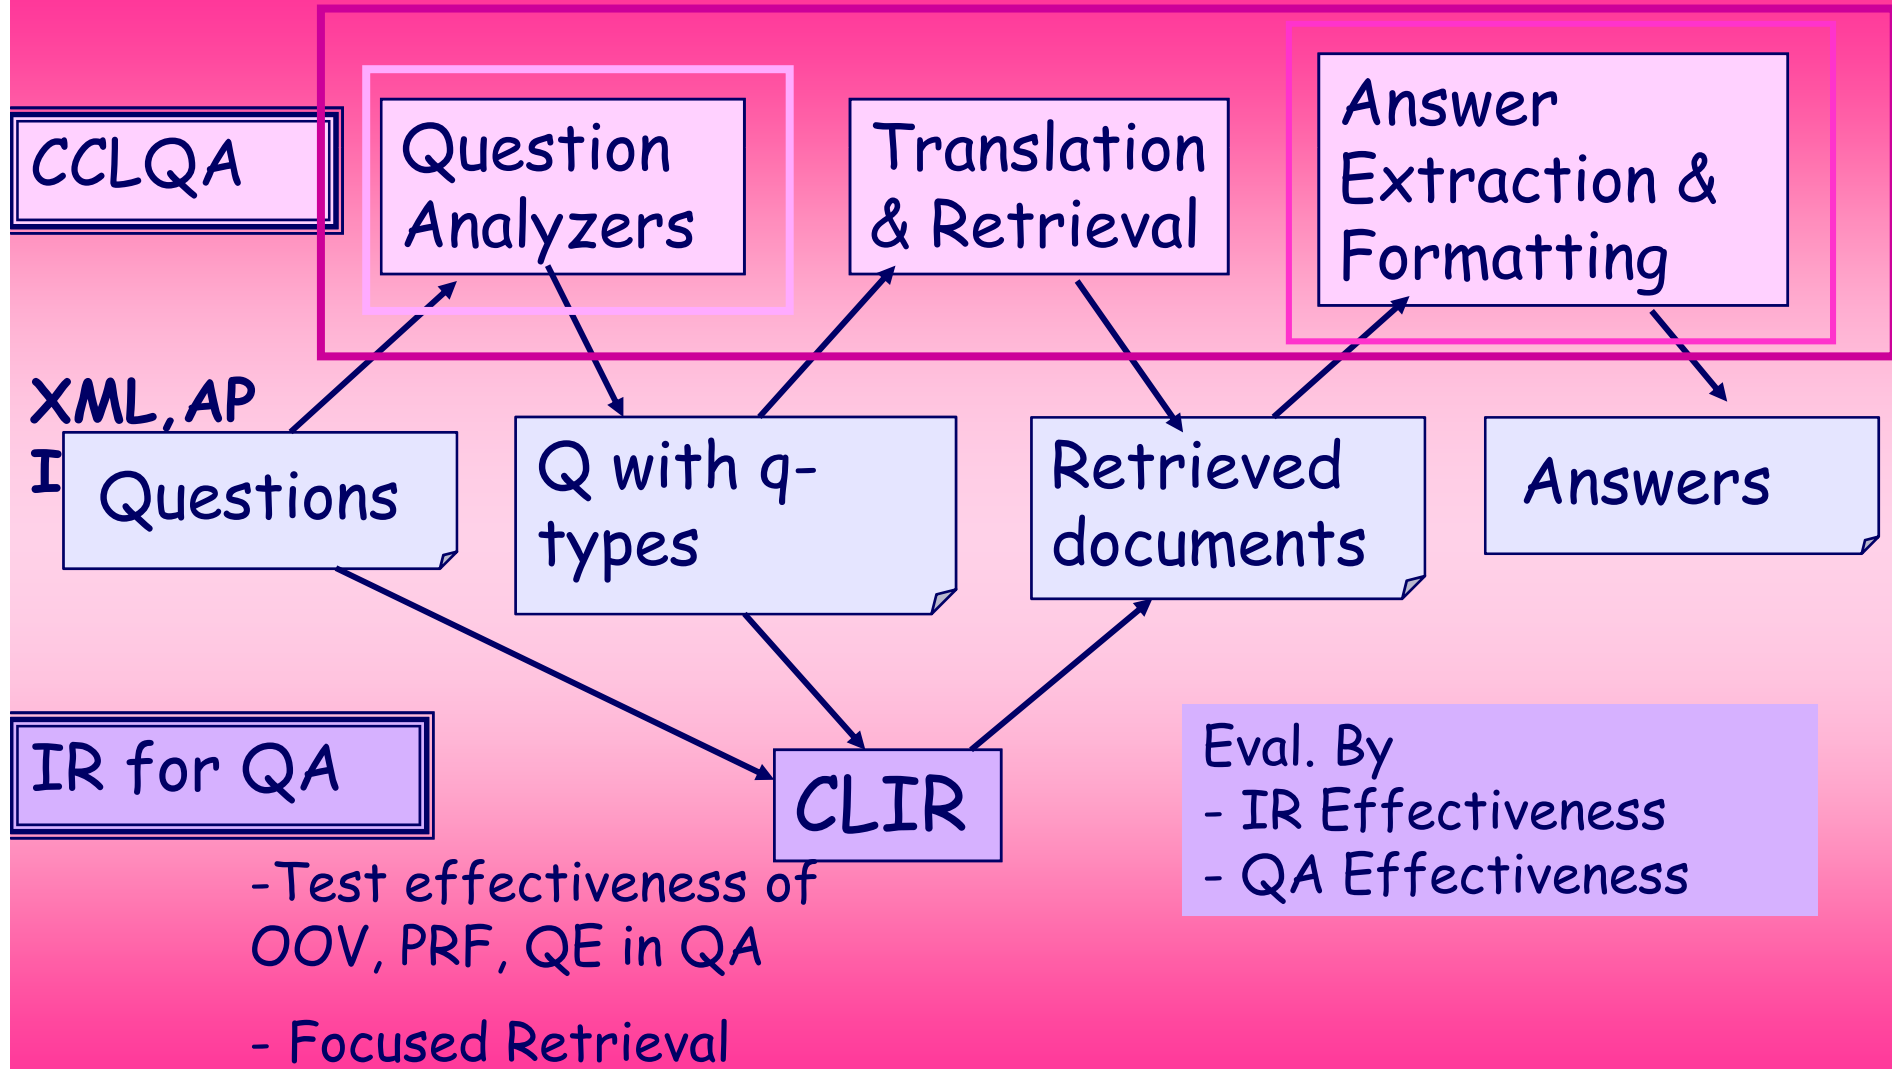 CCLQA
Question
Analyzers
Translation
& Retrieval
Answer
Extraction &
Formatting
XML, AP
I
Questions
Q with q-
types
Retrieved
documents
Answers
IR for QA
CLIR
Eval. By
- IR Effectiveness
- QA Effectiveness
-Test effectiveness of
OOV, PRF, QE in QA
- Focused Retrieval